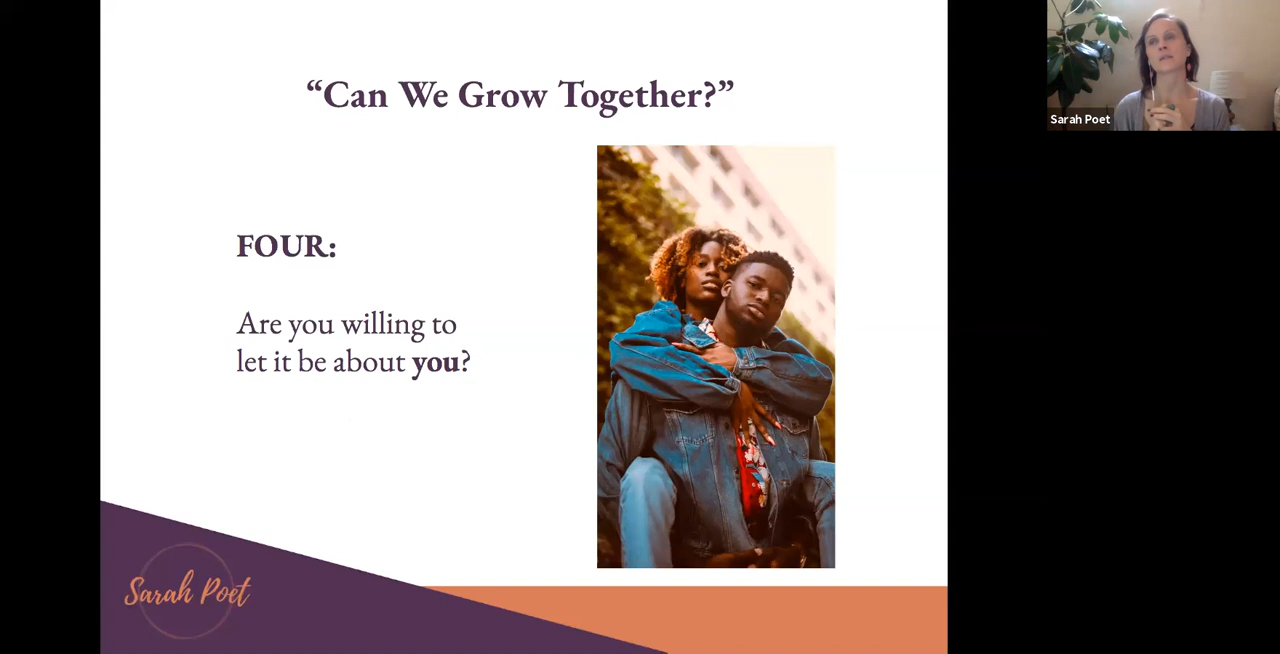 “Can We Grow Together?”
Sarah Poet
FOUR:
Are you willing to
let it be about you?
Sarah Poet